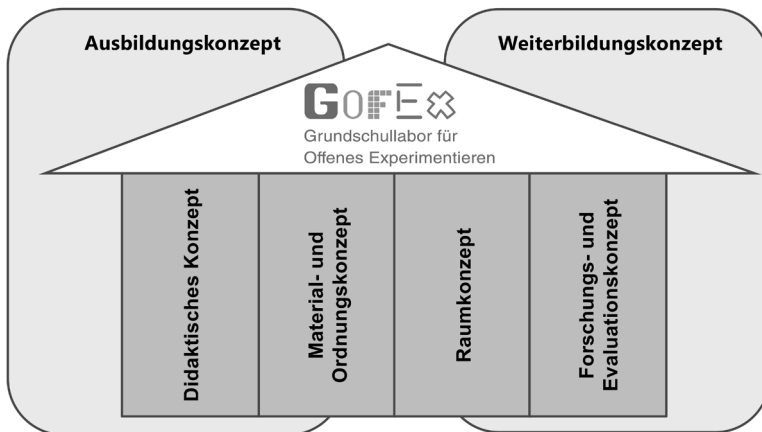 Ausbildungskonzept
Weiterbildungskonzept
GOFEX
Grundschullabor für
Offenes Experimentieren
Didaktisches Konzept
Material- und
Ordnungskonzept
Raumkonzept
Forschungs- und
Evaluationskonzept